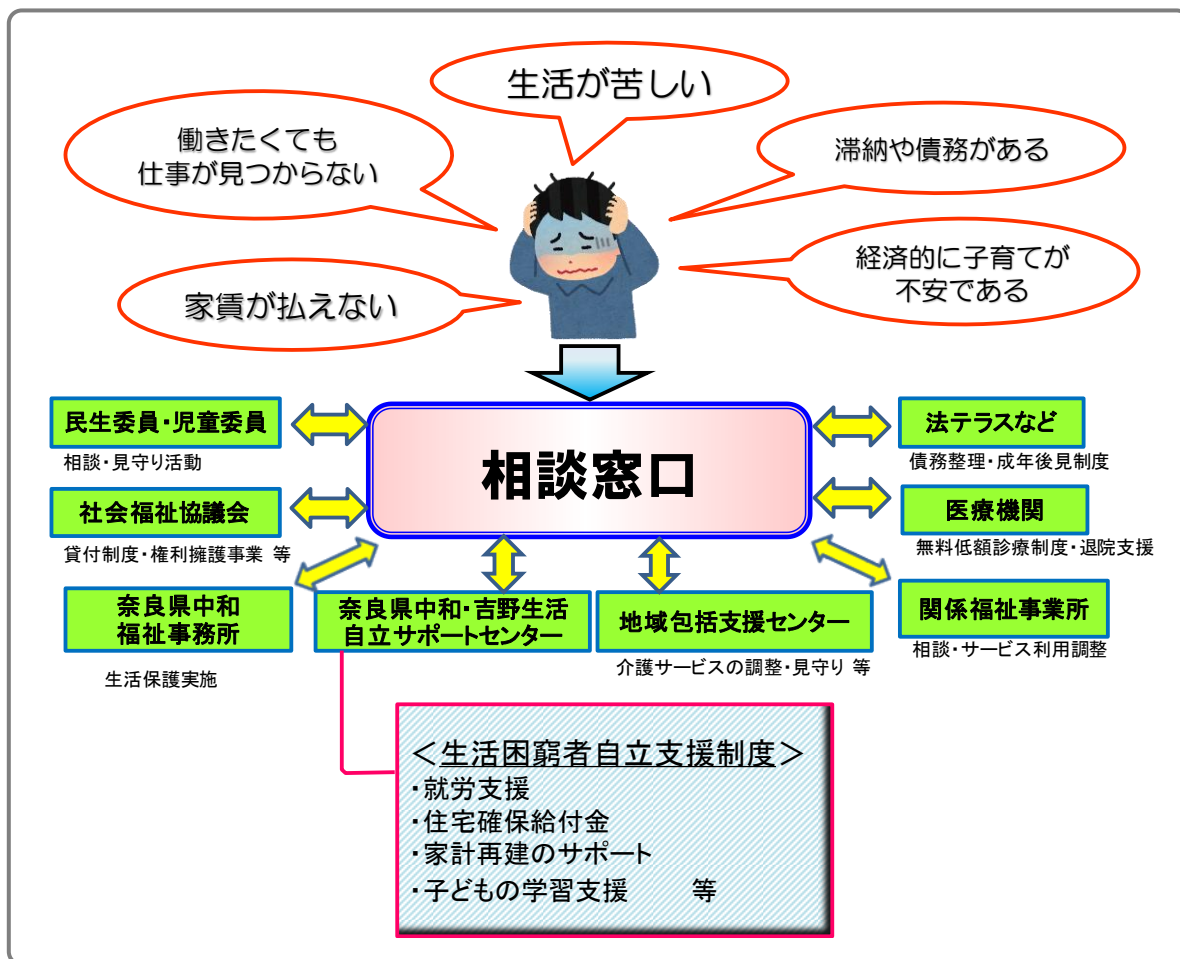 生活が苦しい
働きたくても
仕事が見つからない
滞納や債務がある
経済的に子育てが
不安である
家賃が払えない
民生委員・児童委員
相談・見守り活動
相談窓口
法テラスなど
債務整理・成年後見制度
社会福祉協議会
貸付制度・権利擁護事業 等
医療機関
無料低額診療制度・退院支援
奈良県中和
福祉事務所
生活保護実施
奈良県中和・吉野生活
自立サポートセンター
地域包括支援センター
介護サービスの調整・見守り 等
関係福祉事業所
相談・サービス利用調整
＜生活困窮者自立支援制度＞
・就労支援
・住宅確保給付金
・家計再建のサポート
・子どもの学習支援　　等